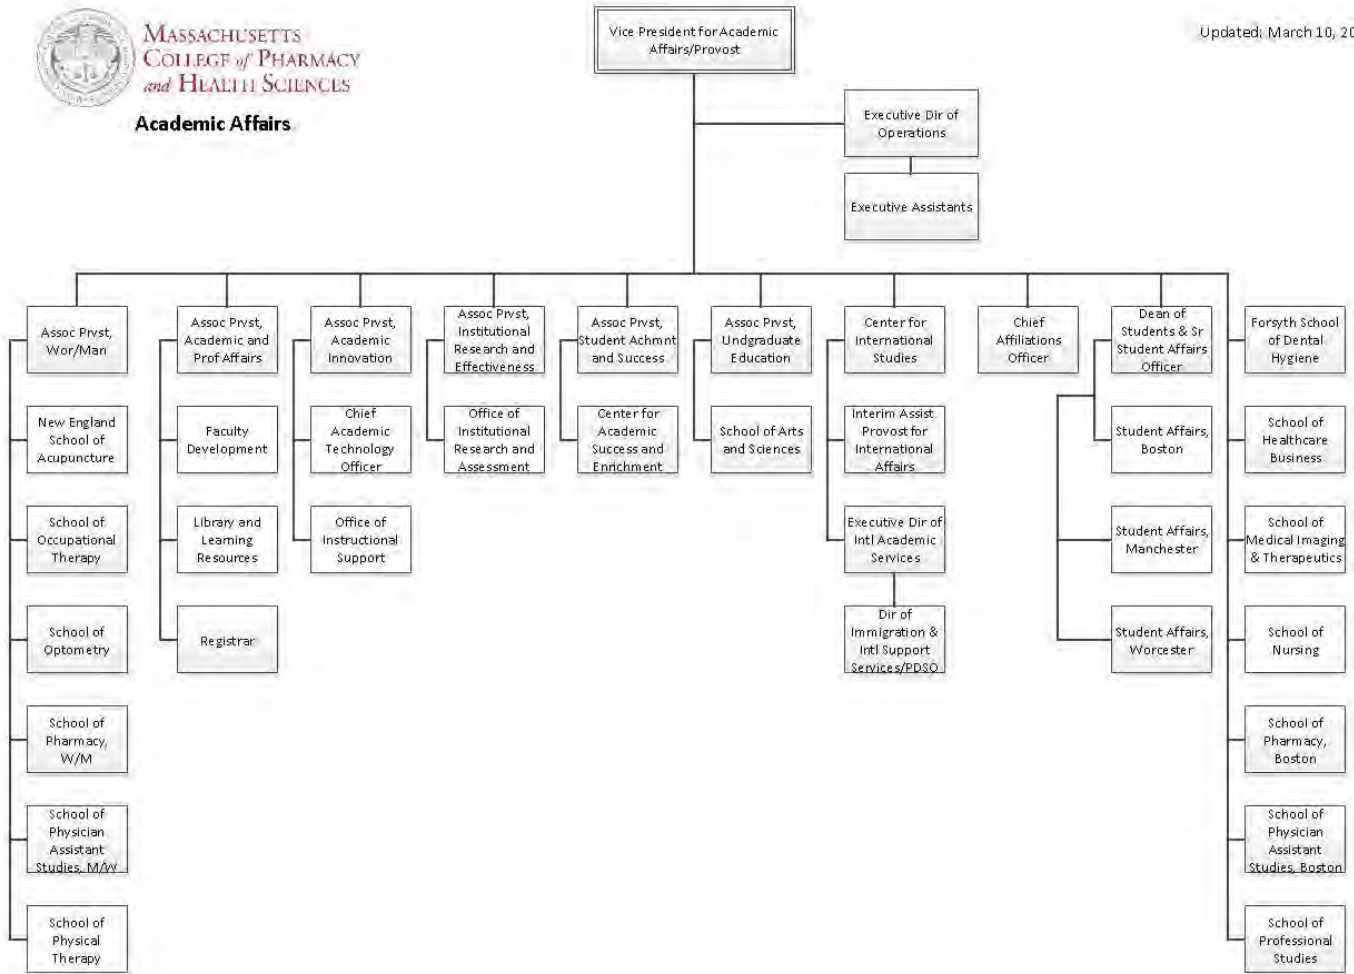 MASSACHUSETTS
COLLEGE of PHARMACY
and HEALTH SCIENCES
Academic Affairs
Vice President for Academic
Affairs/Provost
Updated: March 10, 20
Executive Dir of
Operations
Executive Assistants
Assoc Prvst,
Wor/Man
New England
School of
Acupuncture
School of
Occupational
Therapy
School of
Optometry
School of
Pharmacy,
W/M
School of
Physician
Assistant
Studies, M/W
School of
Physical
Therapy
Assoc Prvst,
Academic and
Prof Affairs
Faculty
Development
Library and
Learning
Resources
Registrar
Assoc Prvst,
Academic
Innovation
Chief
Academic
Technology
Officer
Office of
Instructional
Support
Assoc Prvst,
Institutional
Research and
Effectiveness
Office of
Institutional
Research and
Assessment
Assoc Prvst,
Student Achmnt
and Success
Center for
Academic
Success and
Enrichment
Assoc Prvst,
Undgraduate
Education
School of Arts
and Sciences
Center for
International
Studies
Interim Assist
Provost for
International
Affairs
Executive Dir of
Intl Academic
Services
Dir of
Immigration &
Intl Support
Services/PDSO
Chief
Affiliations
Officer
Dean of
Students & Sr
Student Affairs
Officer
Student Affairs,
Boston
Student Affairs,
Manchester
Student Affairs,
Worcester
Forsyth School
of Dental
Hygiene
School of
Healthcare
Business
School of
Medical Imaging
& Therapeutics
School of
Nursing
School of
Pharmacy,
Boston
School of
Physician
Assistant
Studies, Boston
School of
Professional
Studies